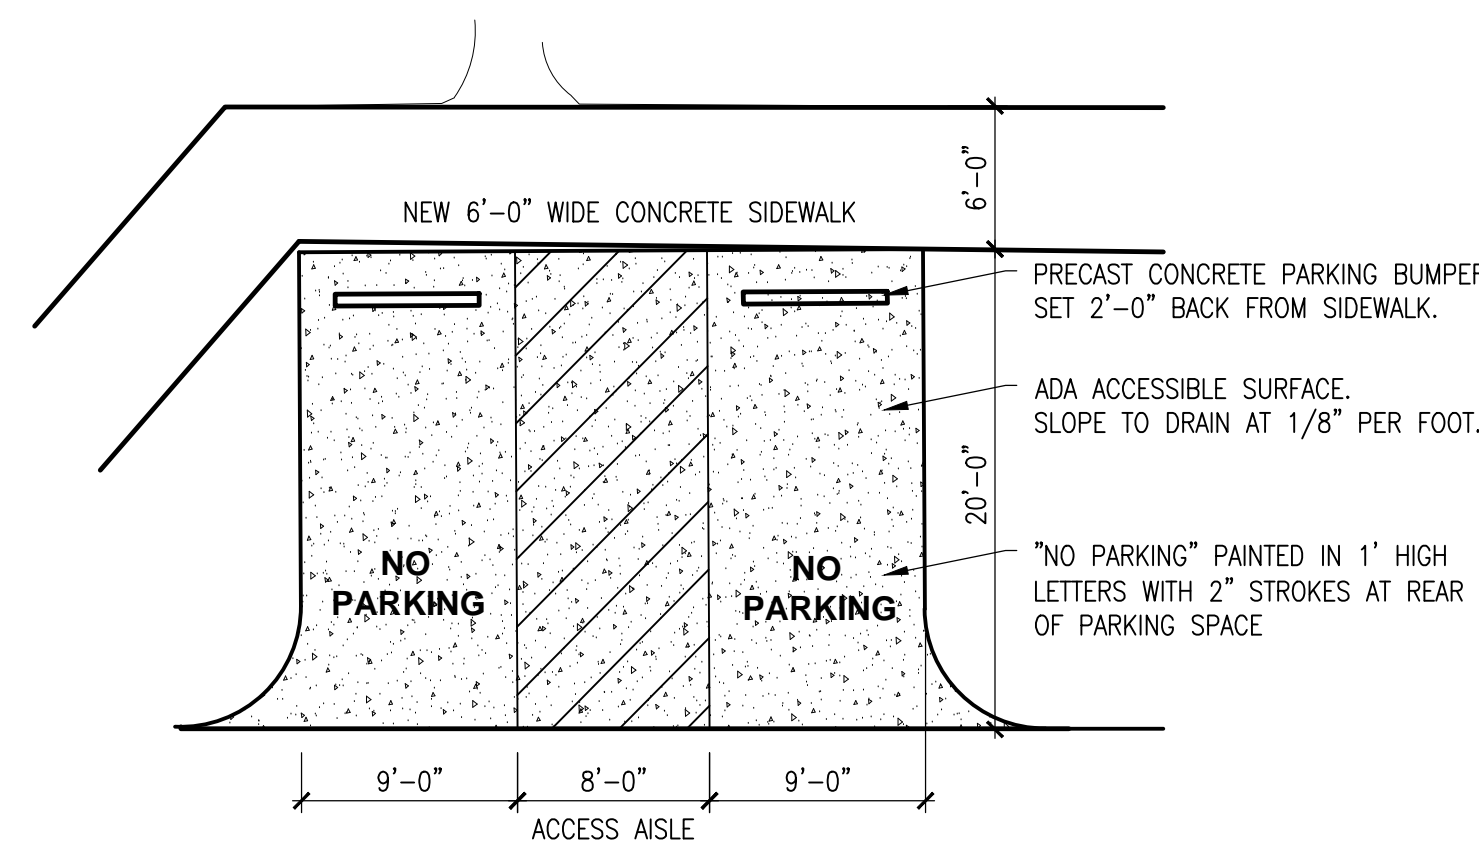 6'-0"
NEW 6'-0" WIDE CONCRETE SIDEWALK
PRECAST CONCRETE PARKING BUMPER
SET 2'-0" BACK FROM SIDEWALK.
ADA ACCESSIBLE SURFACE.
SLOPE TO DRAIN AT 1/8" PER FOOT.
20'-0"
"NO PARKING" PAINTED IN 1' HIGH
LETTERS WITH 2" STROKES AT REAR
OF PARKING SPACE
NO
PARKING
NO
PARKING
9'-0"
8'-0"
9'-0"
ACCESS AISLE